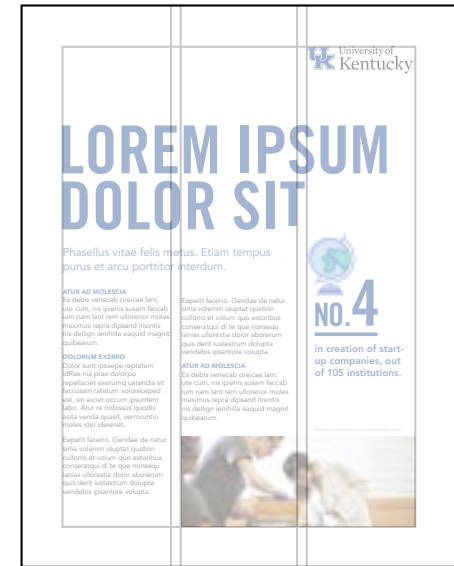 University of
Kentucky
LOREM IPSUM
DOLOR SIT
Phasellus vitae felis metus. Etiam tempus
purus et arcu porttitor interdum.
ATUR AD MOLESCIA
Es debis venecab oreicae lam,
ute cum, nis ipienis susam faccab
ium nam lant rem ullorerior moles
maximus repra dipsand itisintis
nis dellign ienihilla eaquid magnit
quibearum.
DOLORUM EXERRO
Dolor sunt ipsaepe reptatem
idRae nia prae dolorpo
repellaciet exerumq uatendis sit
faccusam ratetum voloreceped
est, sin eiciet occum ipsuntem
labo. Atur re nobissus quodis
asita venda quasit, verroruntio
moles idel idelenet.
Eepelit facerio. Gendae de natur
sima volenim oluptat quation
cullorro et volum quo estoribus
conseratqui di te que nonsequ
ianias ullorestia dolor aborerum
quis derit iustestrum dolupta
vendebis ipsantore volupta.
Eepelit facerio. Gendae de natur
sima volenim oluptat quation
cullorro et volum quo estoribus
conseratqui di te que nonsequ
ianias ullorestia dolor aborerum
quis derit iustestrum dolupta
vendebis ipsantore volupta.
ATUR AD MOLESCIA
Es debis venecab oreicae lam,
ute cum, nis ipienis susam faccab
ium nam lant rem ullorerior moles
maximus repra dipsand itisintis
nis dellign ienihilla eaquid magnit
quibearum.
NO.4
in creation of start-
up companies, out
of 105 institutions.